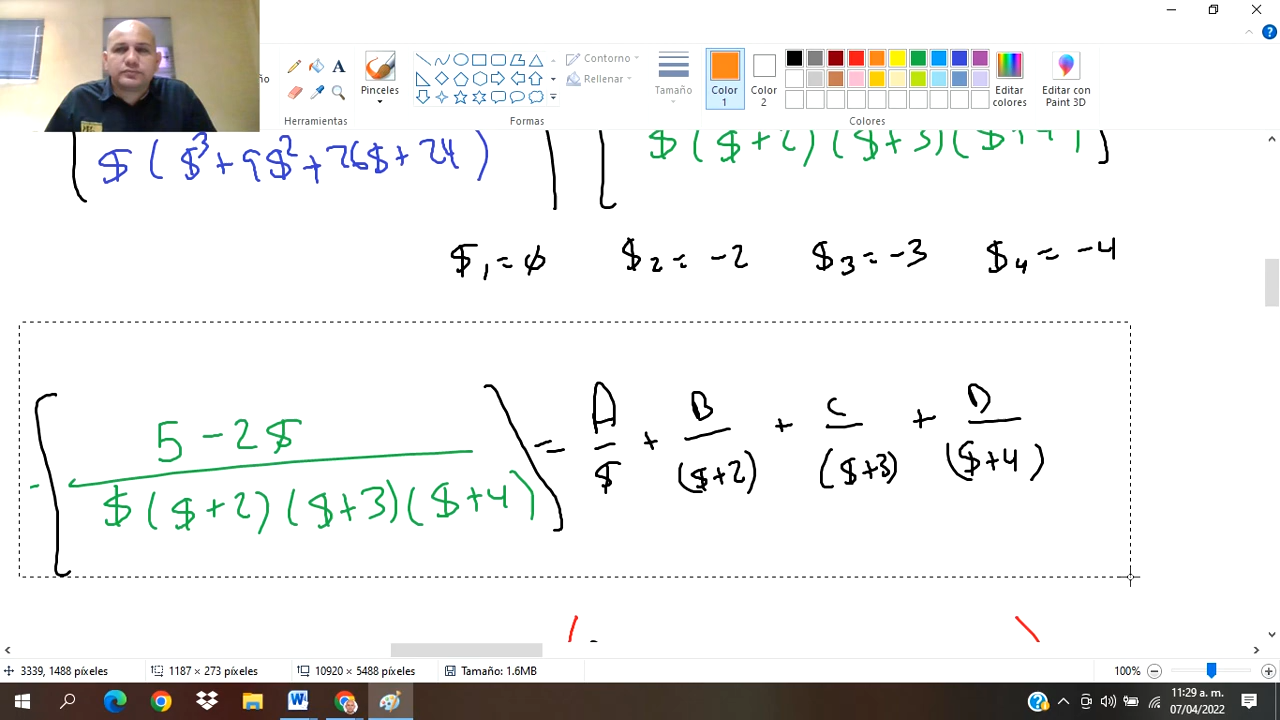 Contorno
Rellenar
Pinceles
Tamaño
Color 1
Color 2
Editar colores
Editar con Paint 3D
Herramientas
Formas
Colores
$ ( $³ + 9$² + 26$ + 24 )
$ ( $ + 2 ) ( $ + 3 ) ( $ + 4 )
$₁ = 0 $₂ = -2 $₃ = -3 $₄ = -4
5 - 2$
$ ( $ + 2 ) ( $ + 3 ) ( $ + 4 )
= A/$ + B/($+2) + C/($+3) + D/($+4)
3339, 1488 píxeles
1187 × 273 píxeles
10920 × 5488 píxeles
Tamaño: 1.6MB
100%
11:29 a. m.
07/04/2022